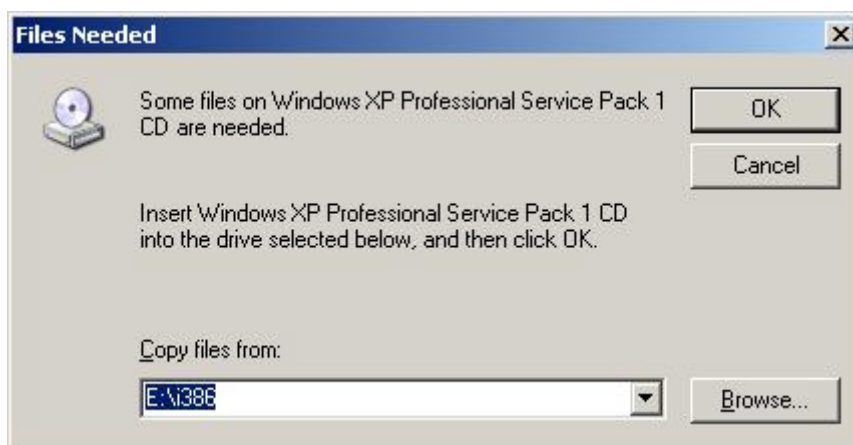 Files Needed
Some files on Windows XP Professional Service Pack 1
CD are needed.
OK
Cancel
Insert Windows XP Professional Service Pack 1 CD
into the drive selected below, and then click OK.
Copy files from:
E:\i386
Browse...